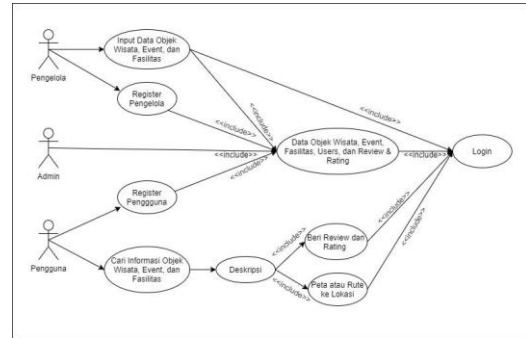 Input Data Objek
Wisata, Event, dan
Fasilitas
Pengelola
Register
Pengelola
<<include>>
<<include>>
<<include>>
Data Objek Wisata, Event,
Fasilitas, Users, dan Review &
Rating
<<include>>
Login
<<include>>
<<include>>
Admin
Register
Penggguna
<<include>>
Pengguna
Cari Informasi Objek
Wisata, Event, dan
Fasilitas
Deskripsi
<<include>>
Beri Review dan
Rating
<<include>>
<<include>>
Peta atau Rute
ke Lokasi
<<include>>